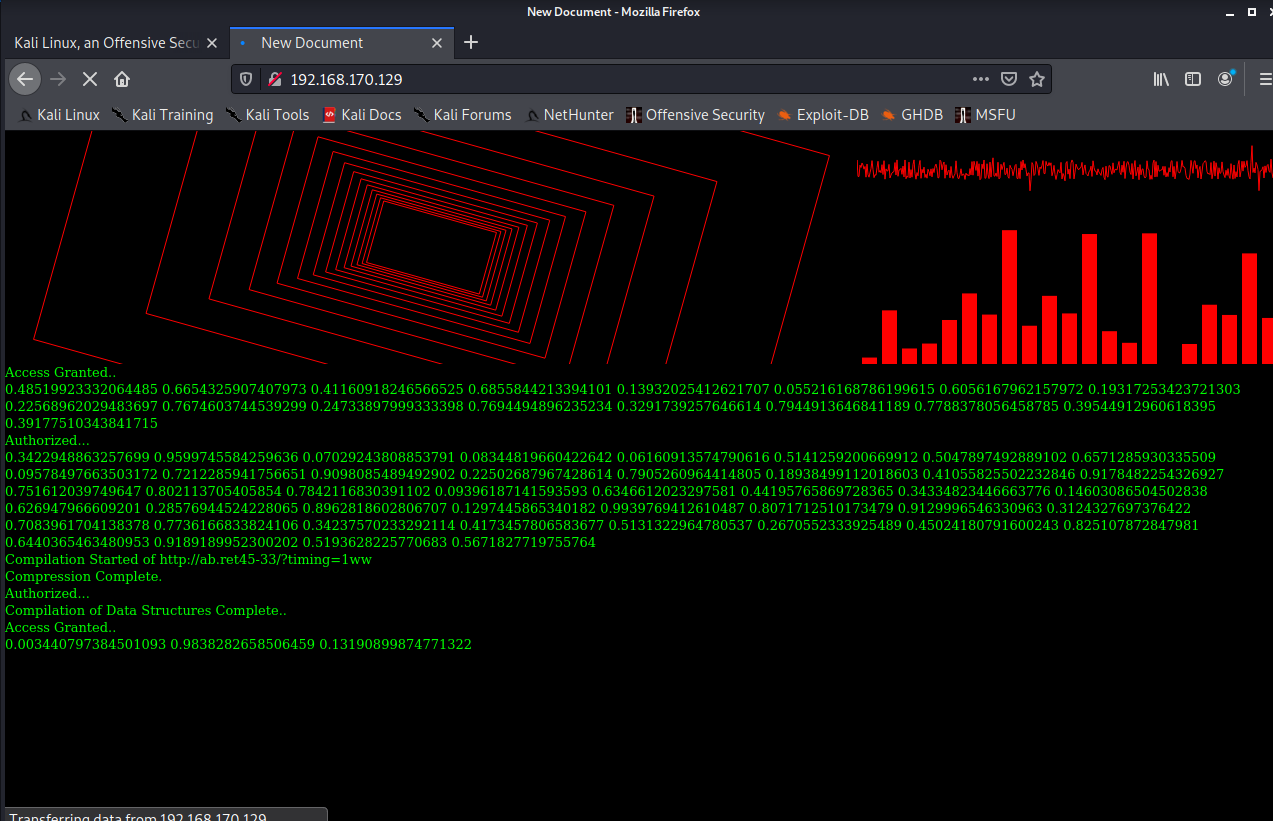 New Document - Mozilla Firefox
Kali Linux, an Offensive Secu
New Document
192.168.170.129
Kali Linux Kali Training Kali Tools Kali Docs Kali Forums NetHunter Offensive Security Exploit-DB GHDB MSFU
Access Granted..
0.48519923332064485 0.6654325907407973 0.41160918246566525 0.6855844213394101 0.13932025412621707 0.055216168786199615 0.6056167962157972 0.19317253423721303
0.22568962029483697 0.7674603744539299 0.24733897999333398 0.7694494896235234 0.3291739257646614 0.7944913646841189 0.7788378056458785 0.39544912960618395
0.39177510343841715
Authorized...
0.3422948863257699 0.9599745584259636 0.07029243808853791 0.08344819660422642 0.06160913574790616 0.5141259200669912 0.5047897492889102 0.6571285930335509
0.09578497663503172 0.7212285941756651 0.9098085489492902 0.22502687967428614 0.7905260964414805 0.18938499112018603 0.41055825502232846 0.9178482254326927
0.751612039749647 0.802113705405854 0.7842116830391102 0.09396187141593593 0.6346612023297581 0.44195765869728365 0.34334823446663776 0.14603086504502838
0.626947966609201 0.28576944524228065 0.8962818602806707 0.1297445865340182 0.9939769412610487 0.8071712510173479 0.9129996546330963 0.3124327697376422
0.7083961704138378 0.7736166833824106 0.34237570233292114 0.4173457806583677 0.5131322964780537 0.2670552333925489 0.45024180791600243 0.825107872847981
0.6440365463480953 0.9189189952300202 0.5193628225770683 0.5671827719755764
Compilation Started of http://ab.ret45-33/?timing=1ww
Compression Complete.
Authorized...
Compilation of Data Structures Complete..
Access Granted..
0.003440797384501093 0.9838282658506459 0.13190899874771322
Transferring data from 192.168.170.129